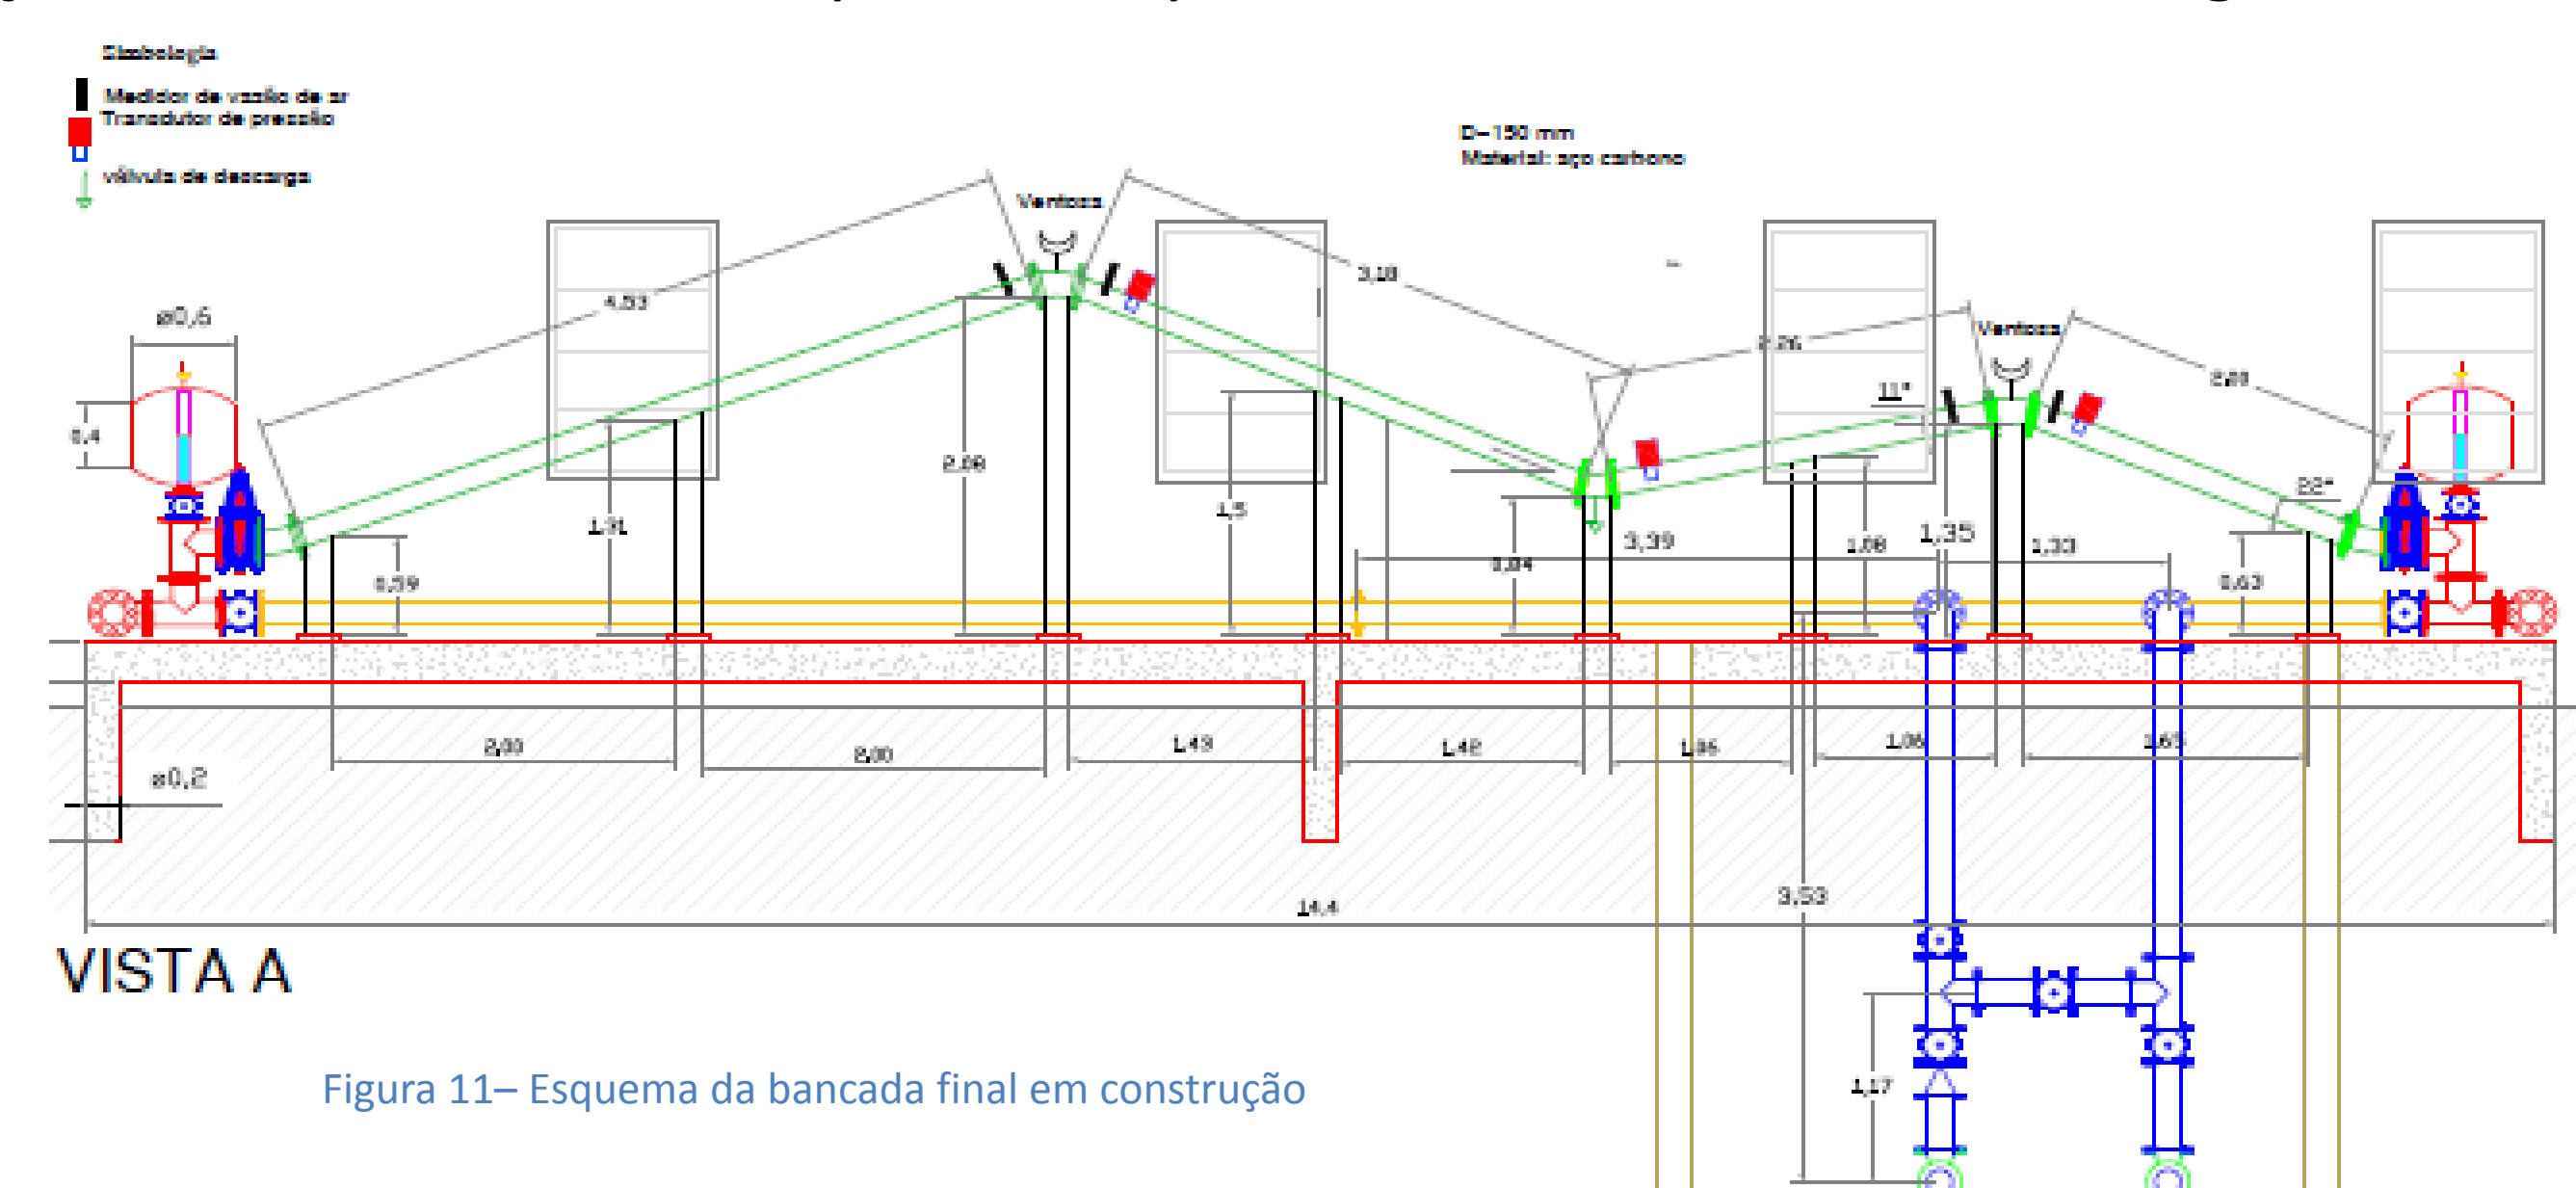 Simbologia
Medidor de vazão de ar
Transdutor de pressão
válvula de descarga
D=150 mm
Material: aço carbono
Ventosa
4,53
3,18
ø0,6
Ventosa
2,26
11°
0,4
2,08
22°
1,5
1,91
3,39
1,08
1,35
1,33
0,59
0,63
2,00
2,00
1,43
1,42
1,06
1,65
ø0,2
3,53
14,4
VISTA A
1,17
Figura 11– Esquema da bancada final em construção